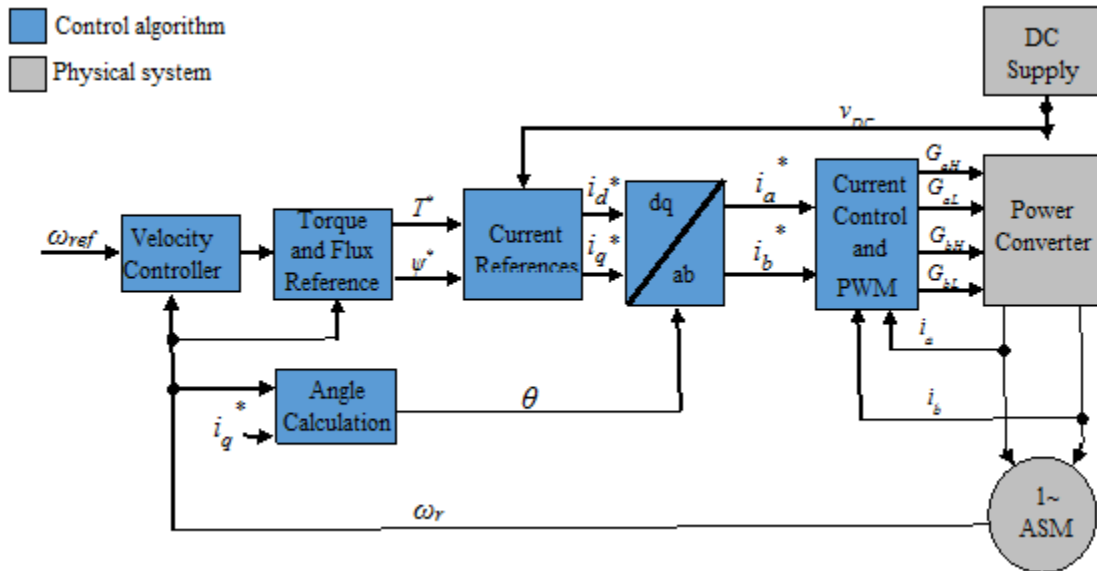 Control algorithm
Physical system
DC
Supply
v_DC
ω_ref
Velocity
Controller
Torque
and Flux
Reference
T*
ψ*
Current
References
i_d*
i_q*
dq
ab
i_a*
i_b*
Current
Control
and
PWM
G_aH
G_aL
G_bH
G_bL
Power
Converter
i_a
i_b
Angle
Calculation
i_q*
θ
ω_r
1~
ASM